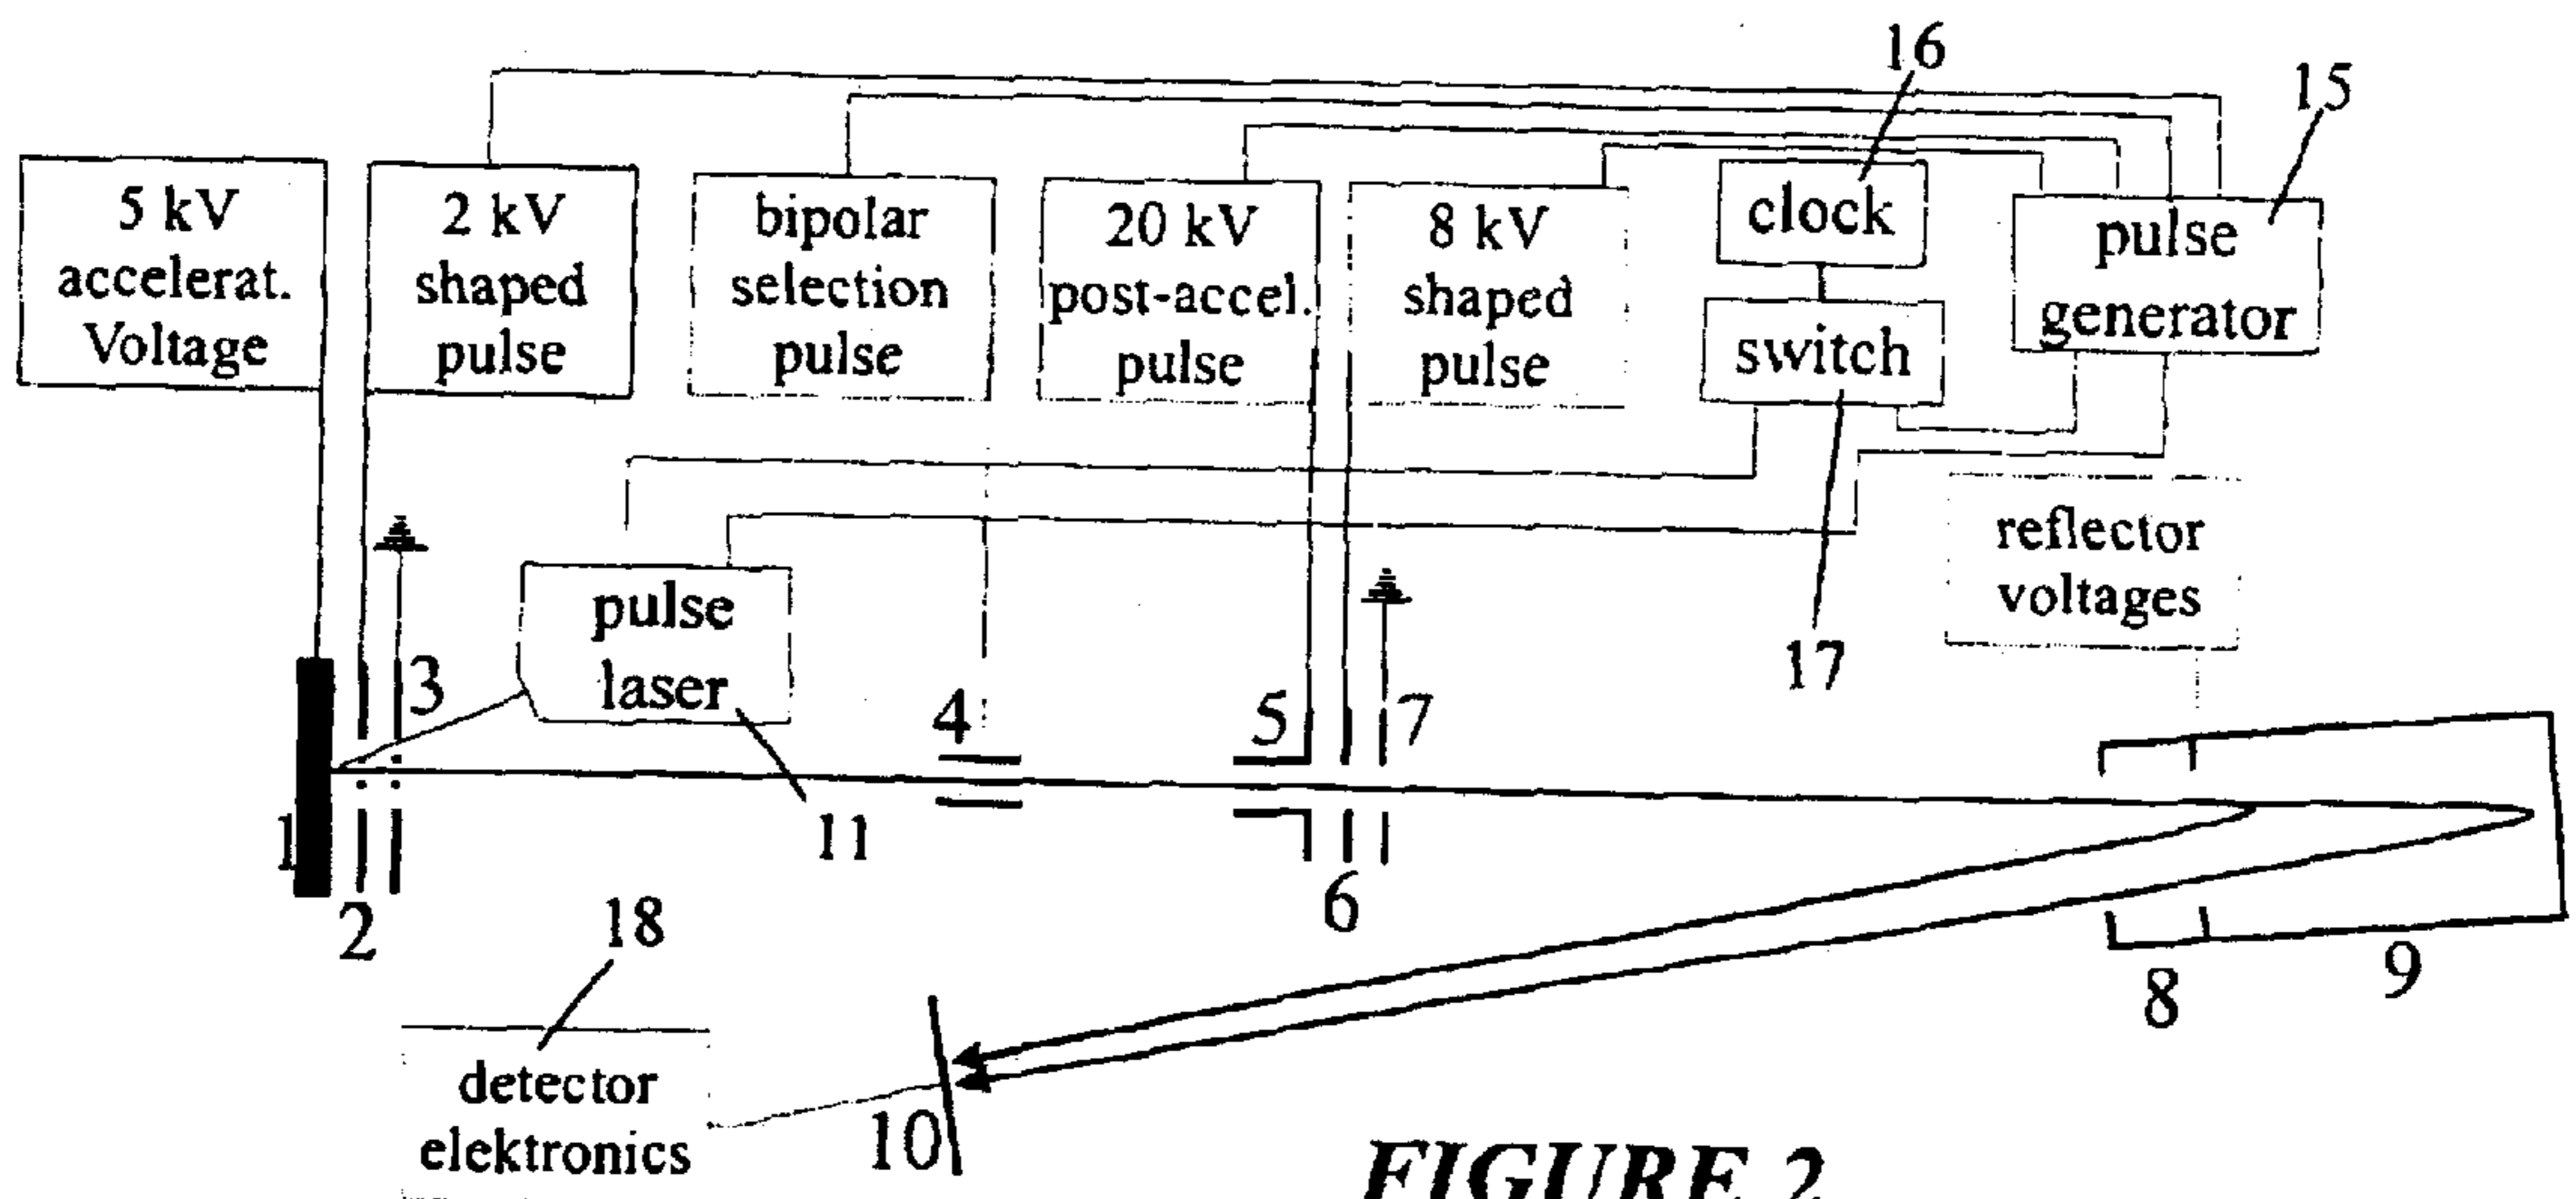 16
15
5 kV
accelerat.
Voltage
2 kV
shaped
pulse
bipolar
selection
pulse
20 kV
post-accel.
pulse
8 kV
shaped
pulse
clock
switch
pulse
generator
reflector
voltages
17
pulse
laser
3
4
5
7
1
11
2
6
18
8
9
detector
elektronics
10
FIGURE 2